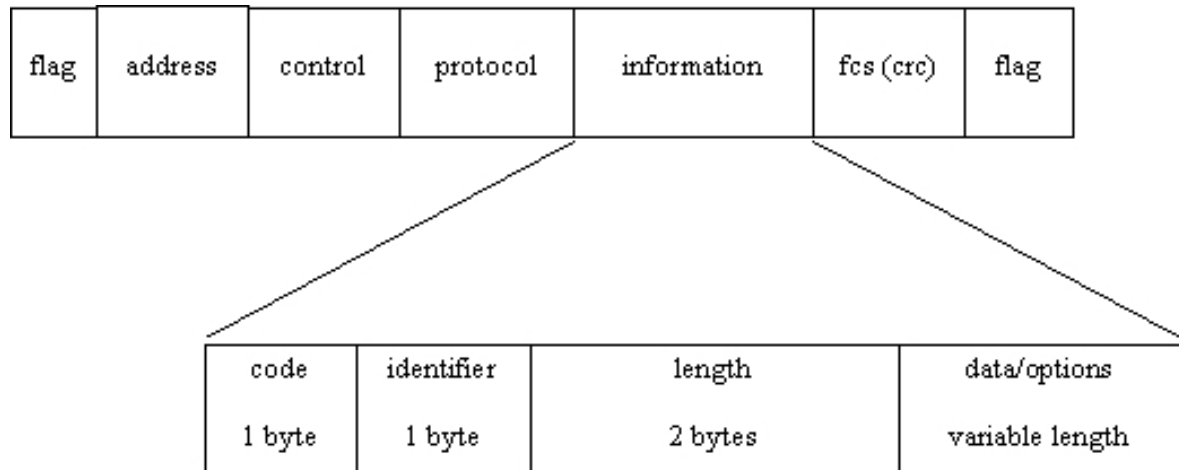 flag address control protocol information fcs (crc) flag
code identifier length data/options
1 byte 1 byte 2 bytes variable length